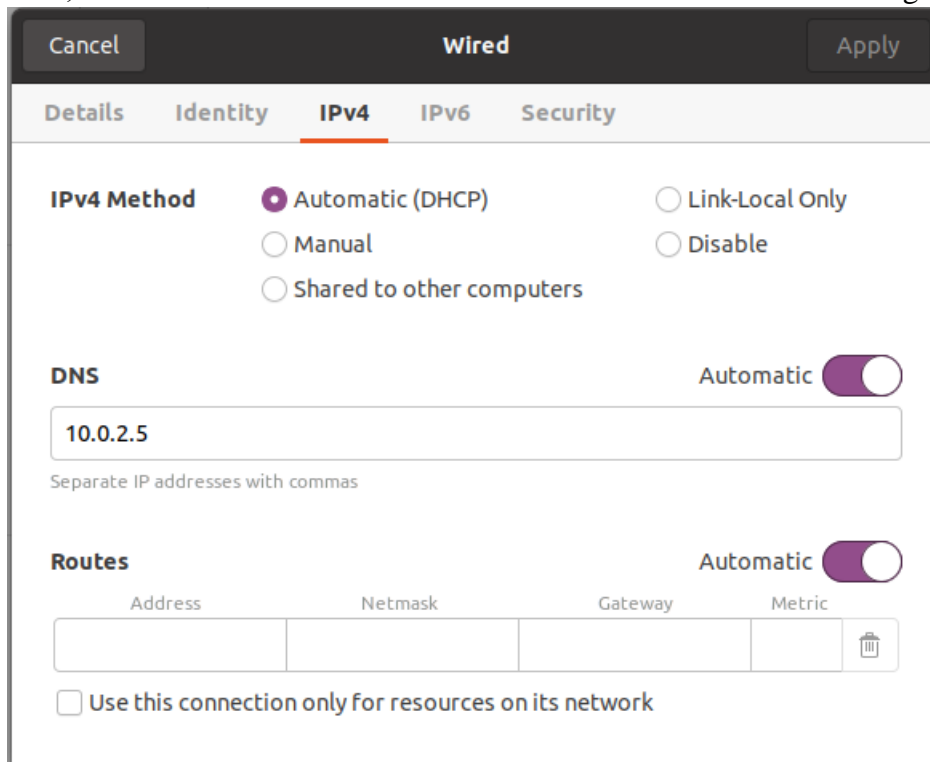 Cancel Wired Apply
Details Identity IPv4 IPv6 Security
IPv4 Method Automatic (DHCP) Link-Local Only
Manual Disable
Shared to other computers
DNS Automatic
10.0.2.5
Separate IP addresses with commas
Routes Automatic
Address Netmask Gateway Metric
Use this connection only for resources on its network